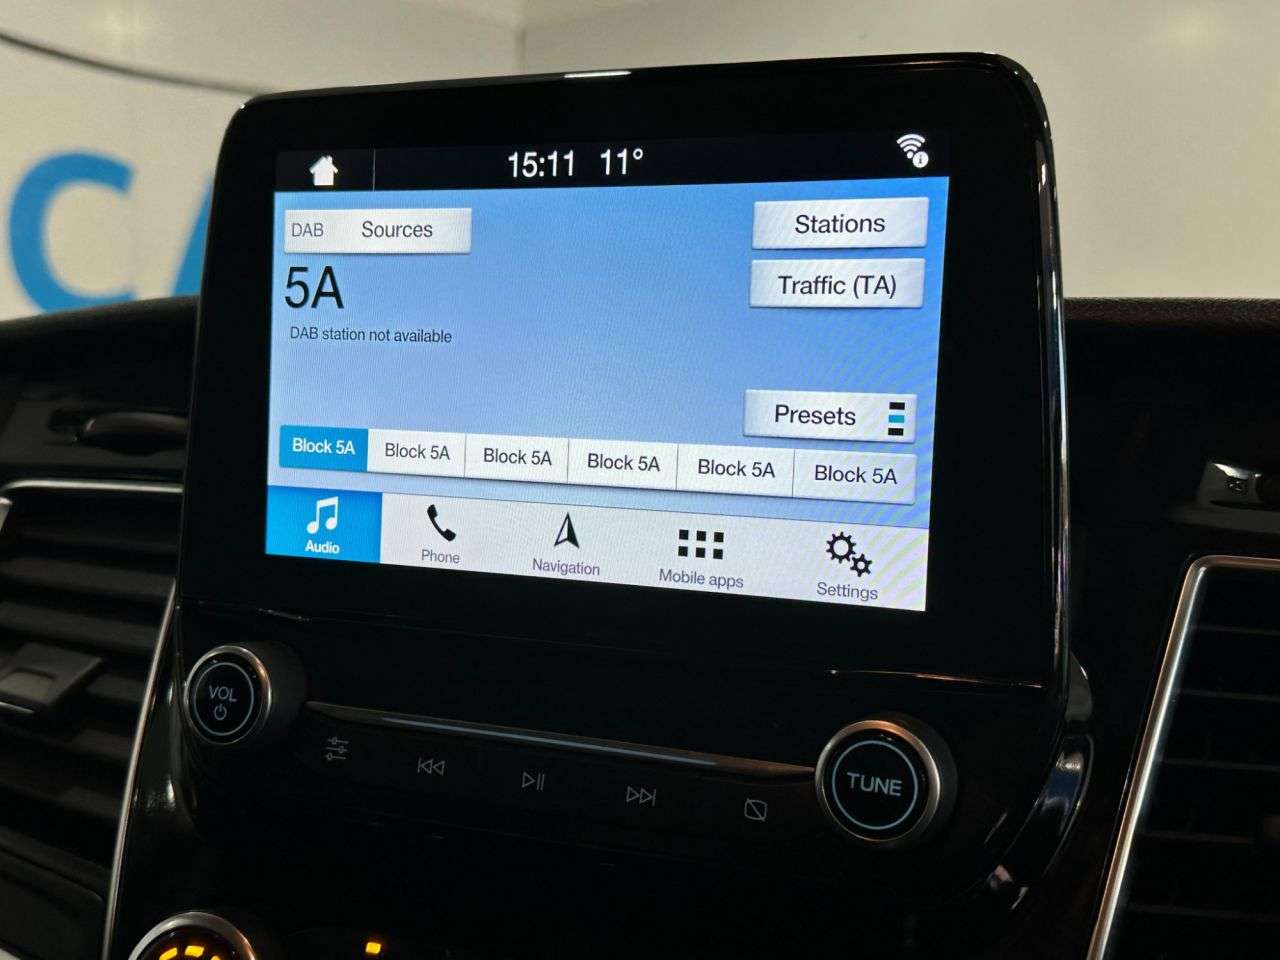 CA
15:11 11°
DAB Sources
Stations
5A
Traffic (TA)
DAB station not available
Presets
Block 5A Block 5A Block 5A Block 5A Block 5A Block 5A
Audio Phone Navigation Mobile apps Settings
VOL
TUNE